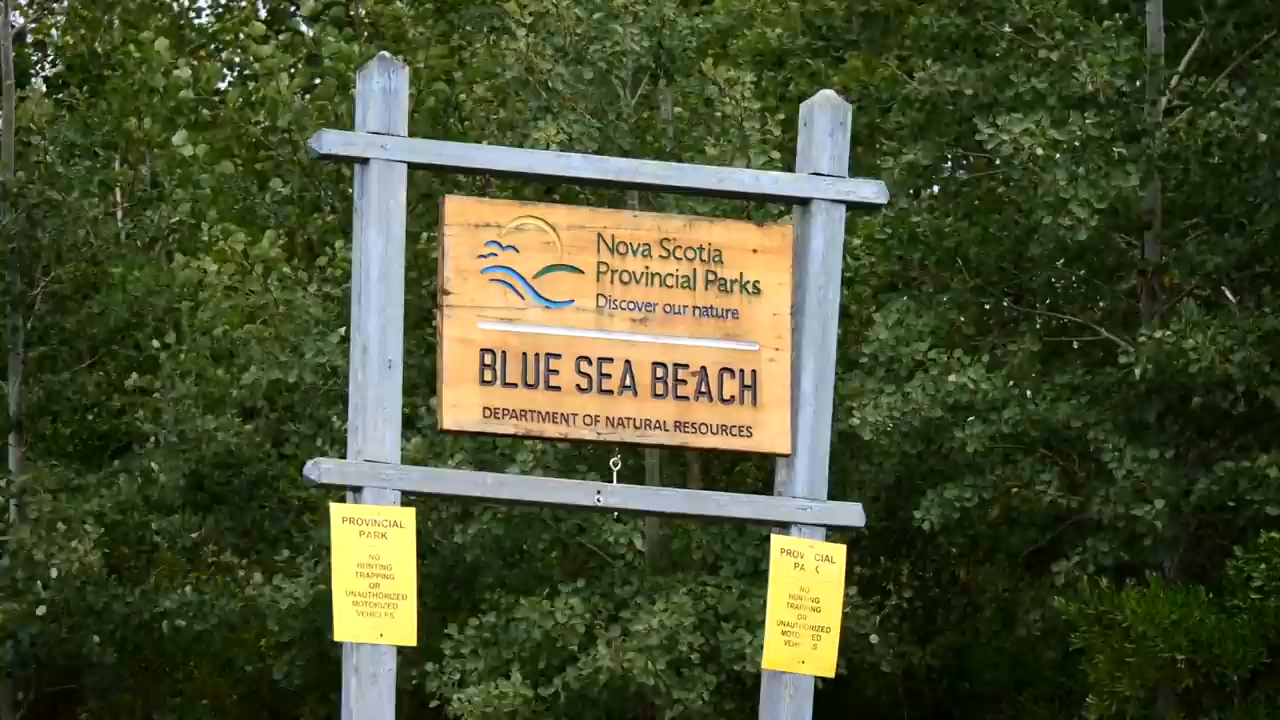 Nova Scotia
Provincial Parks
Discover our nature
BLUE SEA BEACH
DEPARTMENT OF NATURAL RESOURCES
PROVINCIAL
PARK
NO
HUNTING
TRAPPING
OR
UNAUTHORIZED
MOTORIZED
VEHICLES
PROVINCIAL
PARK
NO
HUNTING
TRAPPING
OR
UNAUTHORIZED
MOTORIZED
VEHICLES